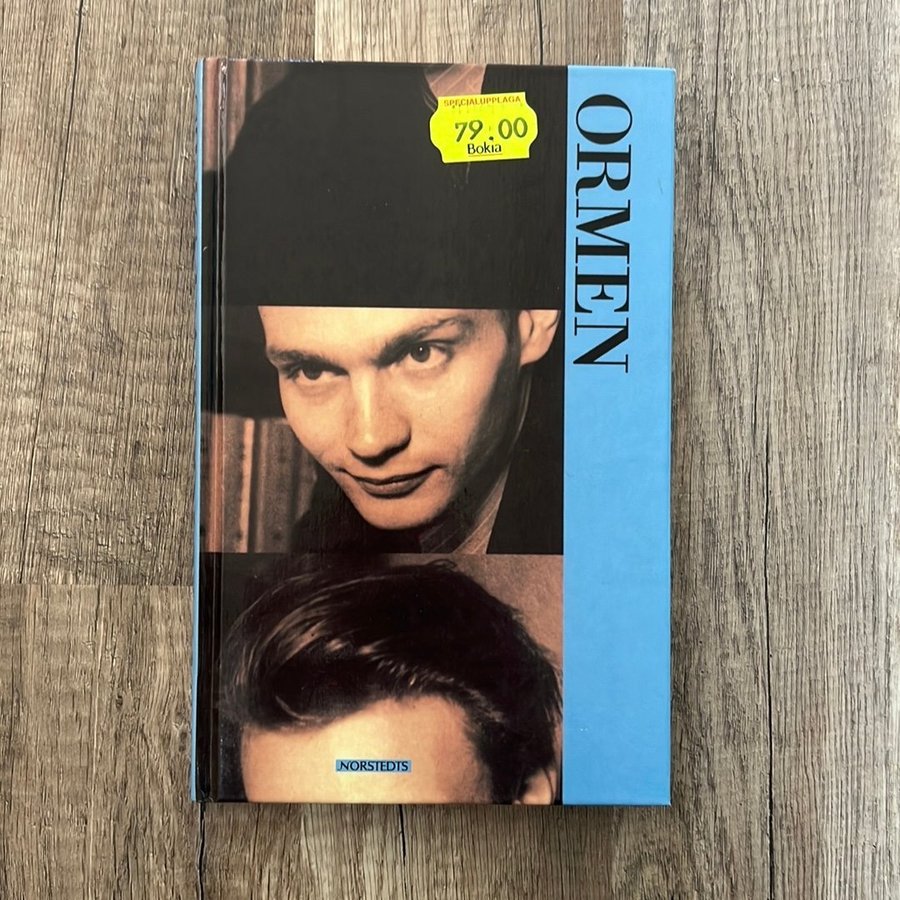 SPECIALUPPLAGA
79.00
Bokia
ORMEN
NORSTEDTS